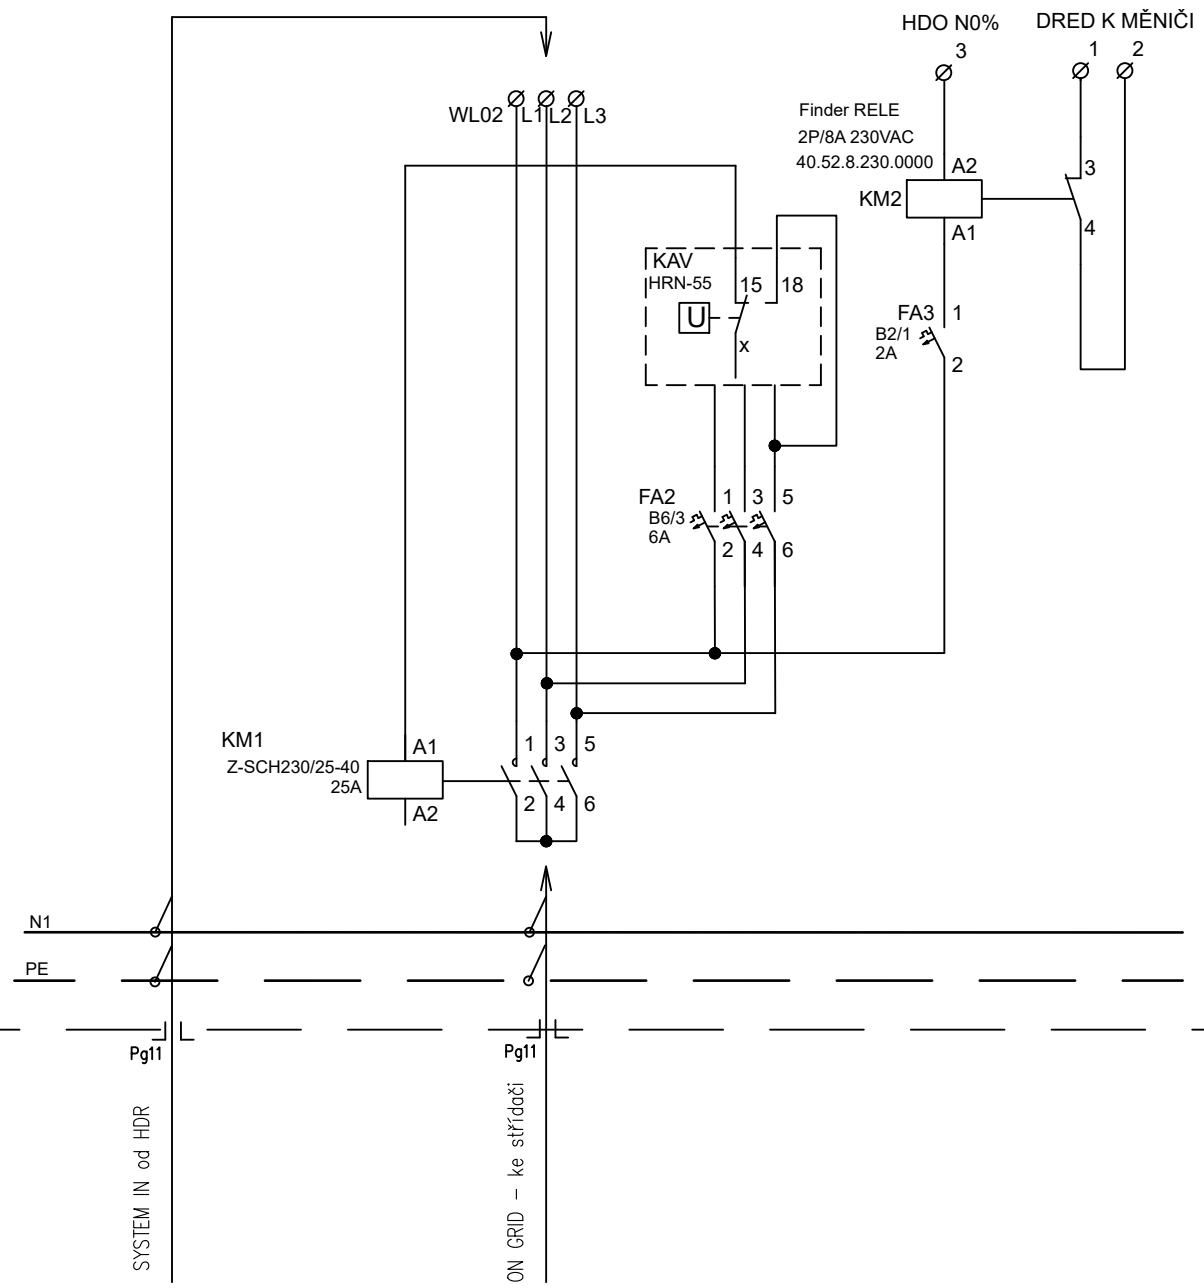 HDO N0%
3
DRED K MĚNIČI
1
2
WL02
L1
L2
L3
Finder RELE
2P/8A 230VAC
40.52.8.230.0000
A2
KM2
A1
3
4
KAV
HRN-55
15
18
U
x
FA3
B2/1
2A
1
2
FA2
B6/3
6A
1
3
5
2
4
6
KM1
Z-SCH230/25-40
25A
A1
A2
1
3
5
2
4
6
N1
PE
Pg11
Pg11
SYSTEM IN od HDR
ON GRID – ke střídači